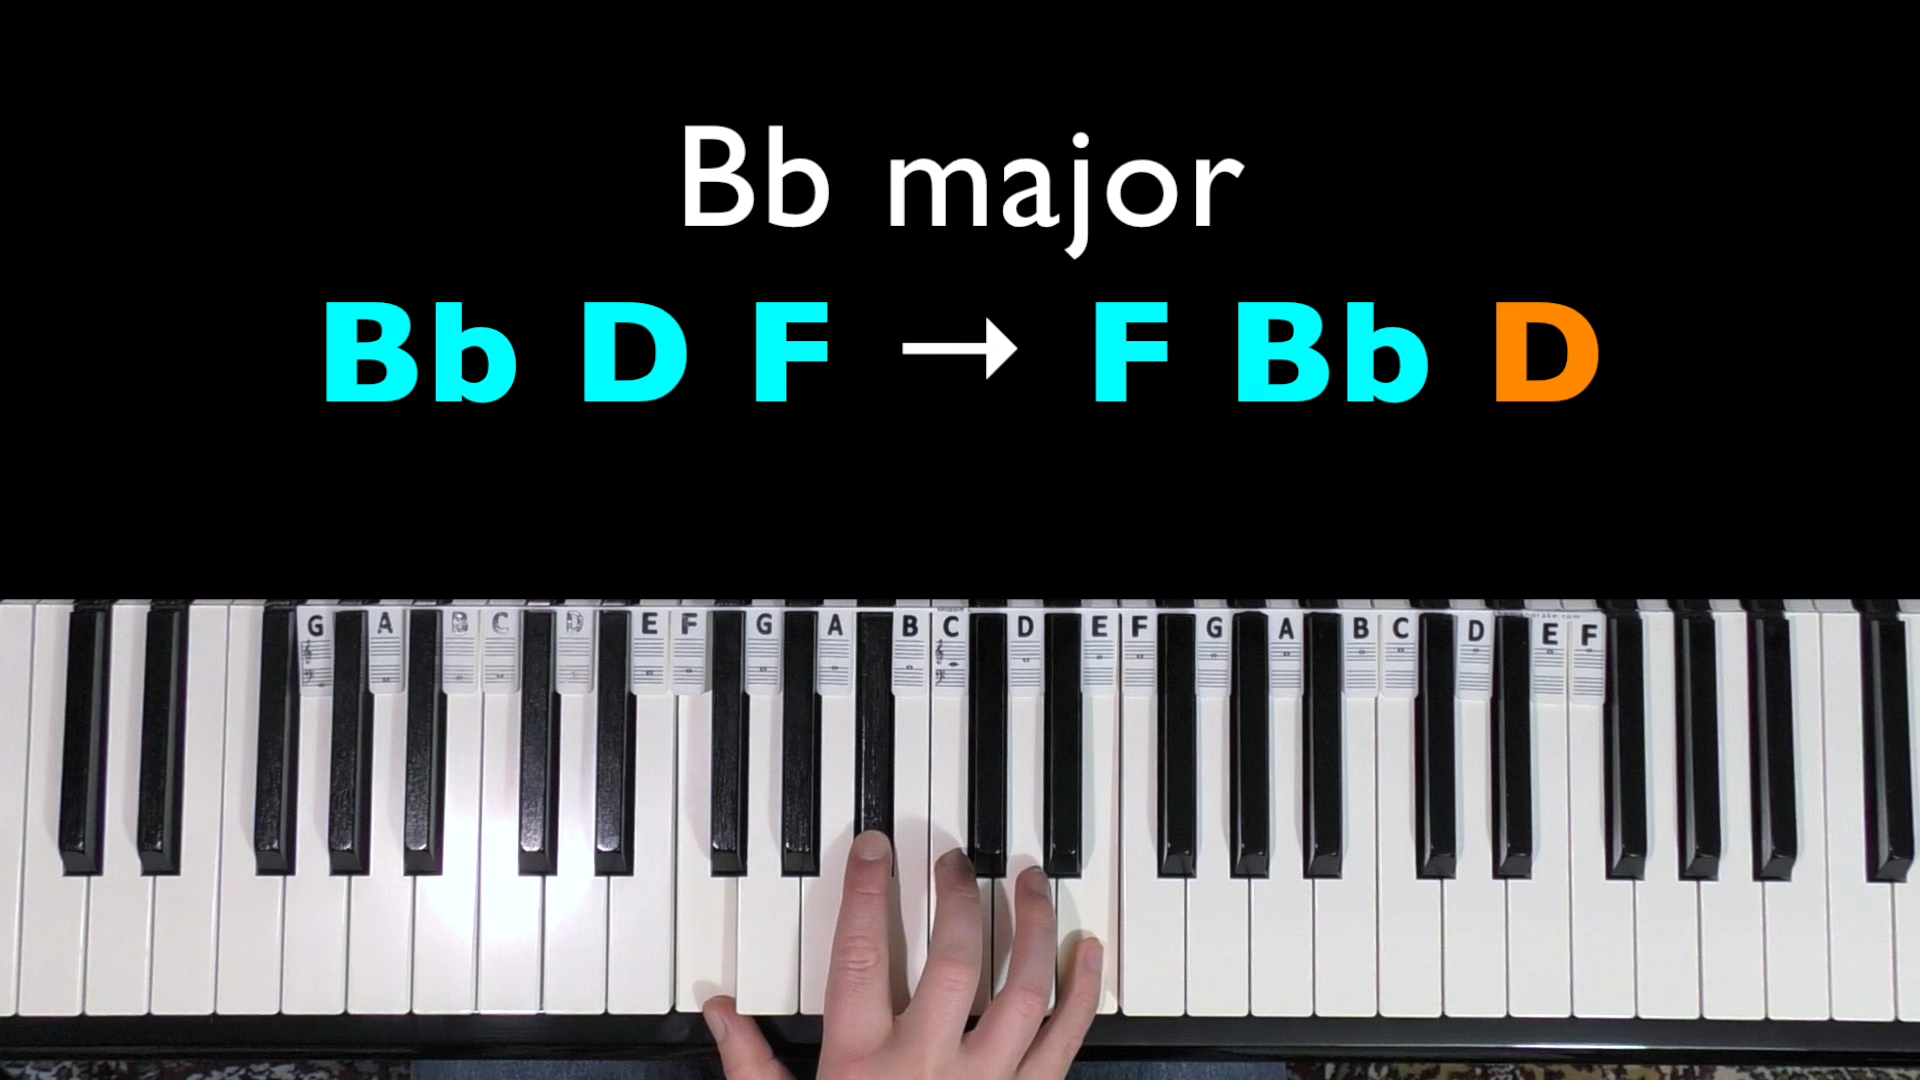 Bb major
Bb D F → F Bb D
G A B C D E F G A B C D E F G A B C D E F